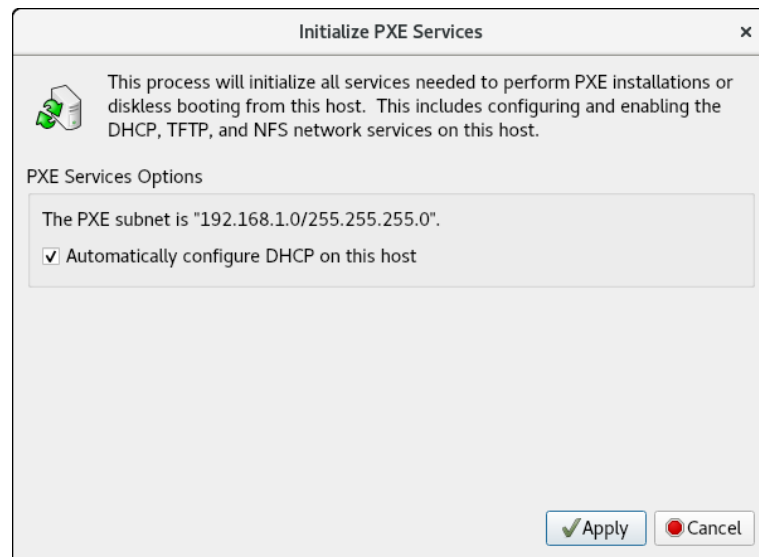 Initialize PXE Services
This process will initialize all services needed to perform PXE installations or
diskless booting from this host.  This includes configuring and enabling the
DHCP, TFTP, and NFS network services on this host.
PXE Services Options
The PXE subnet is "192.168.1.0/255.255.255.0".
Automatically configure DHCP on this host
Apply
Cancel